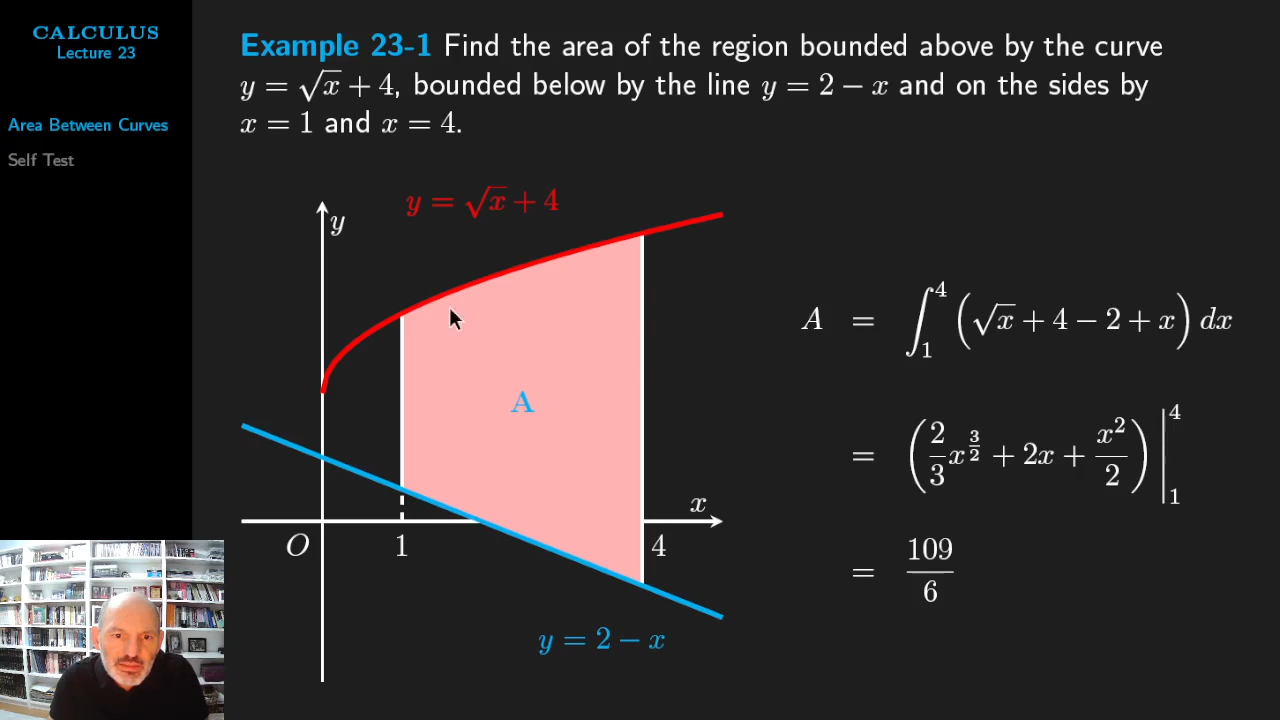 CALCULUS
Lecture 23
Area Between Curves
Self Test
Example 23-1 Find the area of the region bounded above by the curve
y = √x + 4, bounded below by the line y = 2 − x and on the sides by
x = 1 and x = 4.
y = √x + 4
y
A
x
O
1
4
y = 2 − x
A = ∫₁⁴ (√x + 4 − 2 + x) dx
= (2/3 x^(3/2) + 2x + x²/2) |₁⁴
= 109/6